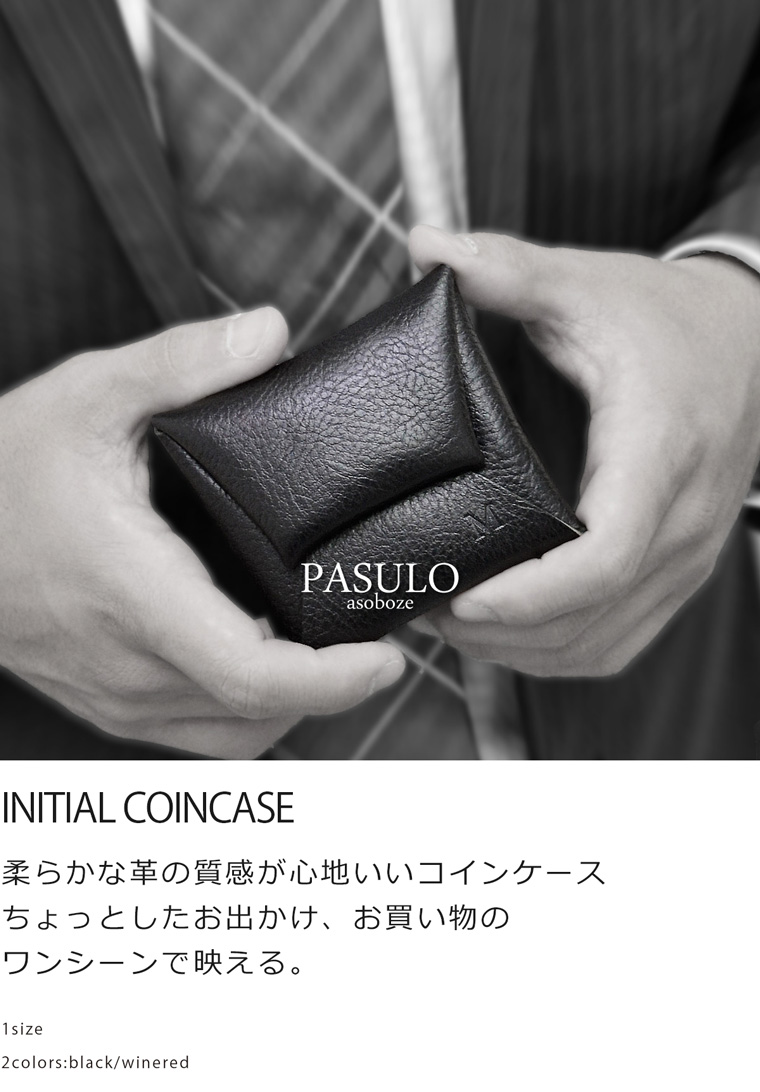 M
PASULO
asoboze
INITIAL COINCASE
柔らかな革の質感が心地いいコインケース
ちょっとしたお出かけ、お買い物の
ワンシーンで映える。
1size
2colors:black/winered